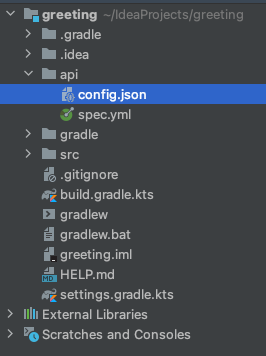 greeting ~/IdeaProjects/greeting
.gradle
.idea
api
config.json
spec.yml
gradle
src
.gitignore
build.gradle.kts
gradlew
gradlew.bat
greeting.iml
HELP.md
settings.gradle.kts
External Libraries
Scratches and Consoles